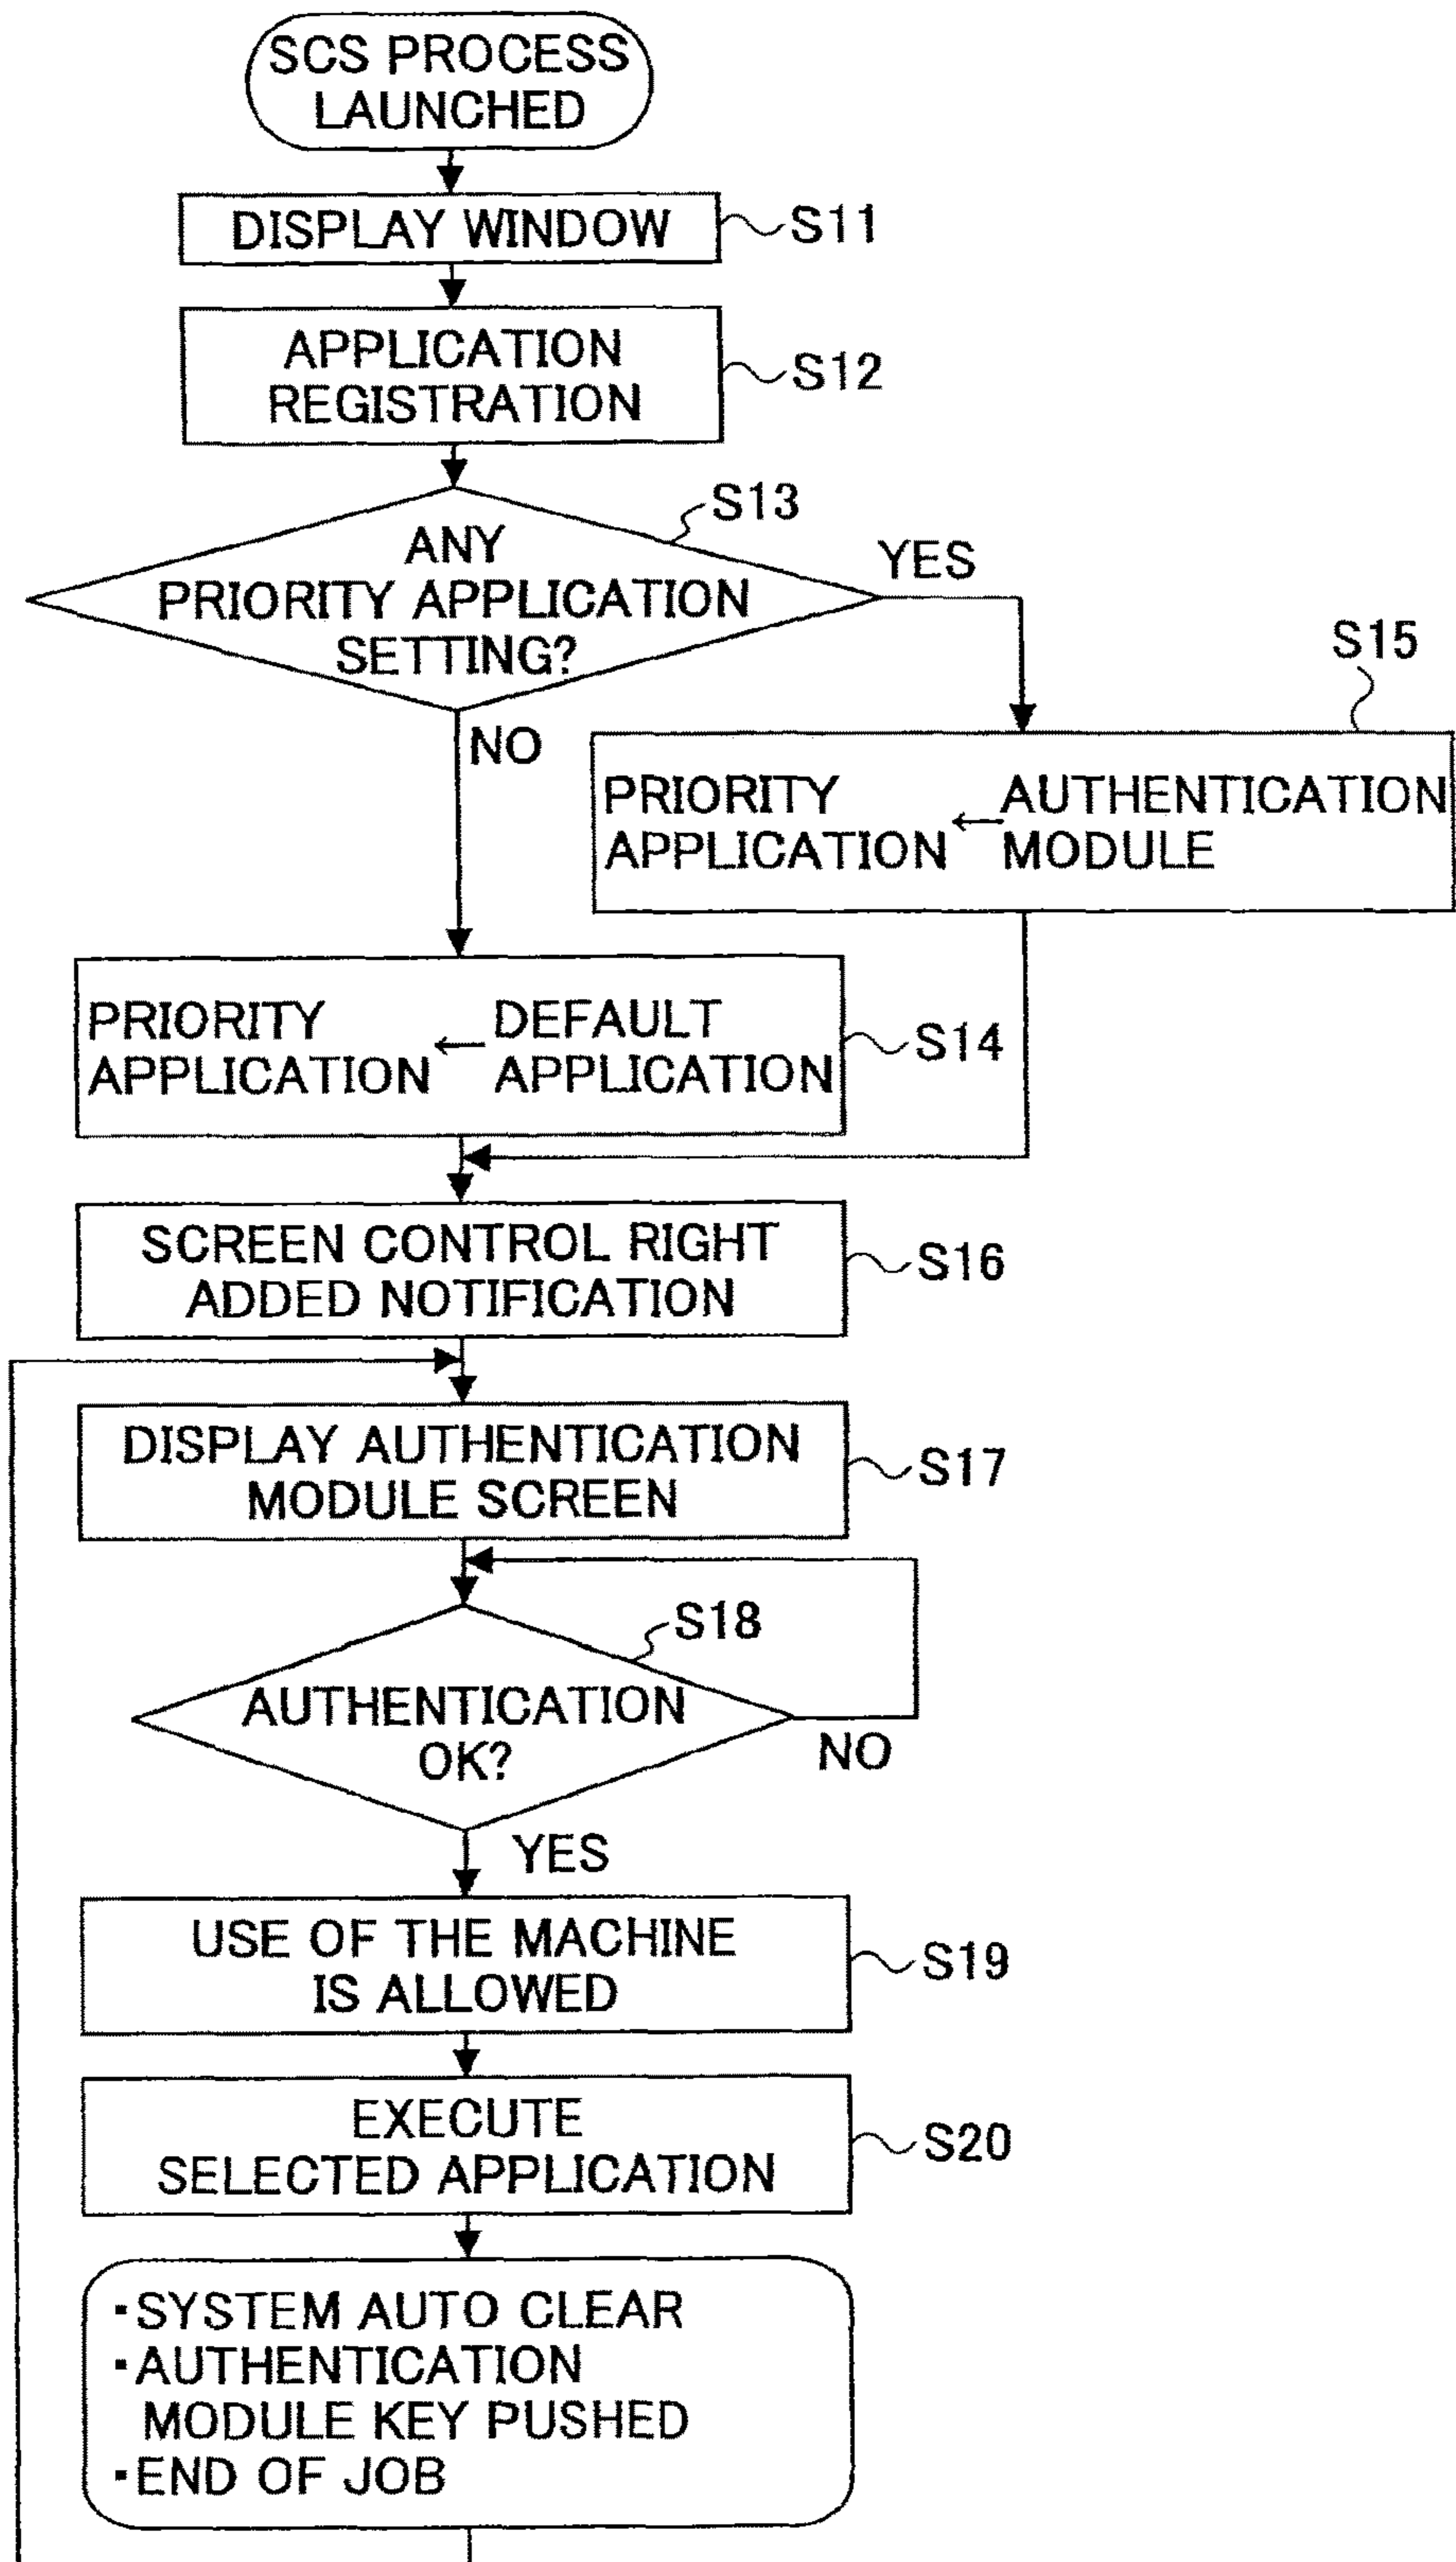 SCS PROCESS
LAUNCHED
DISPLAY WINDOW
S11
APPLICATION
REGISTRATION
S12
S13
ANY
PRIORITY APPLICATION
SETTING?
YES
NO
S15
PRIORITY
APPLICATION
←
AUTHENTICATION
MODULE
PRIORITY
APPLICATION
←
DEFAULT
APPLICATION
S14
SCREEN CONTROL RIGHT
ADDED NOTIFICATION
S16
DISPLAY AUTHENTICATION
MODULE SCREEN
S17
S18
AUTHENTICATION
OK?
NO
YES
USE OF THE MACHINE
IS ALLOWED
S19
EXECUTE
SELECTED APPLICATION
S20
▪SYSTEM AUTO CLEAR
▪AUTHENTICATION
MODULE KEY PUSHED
▪END OF JOB